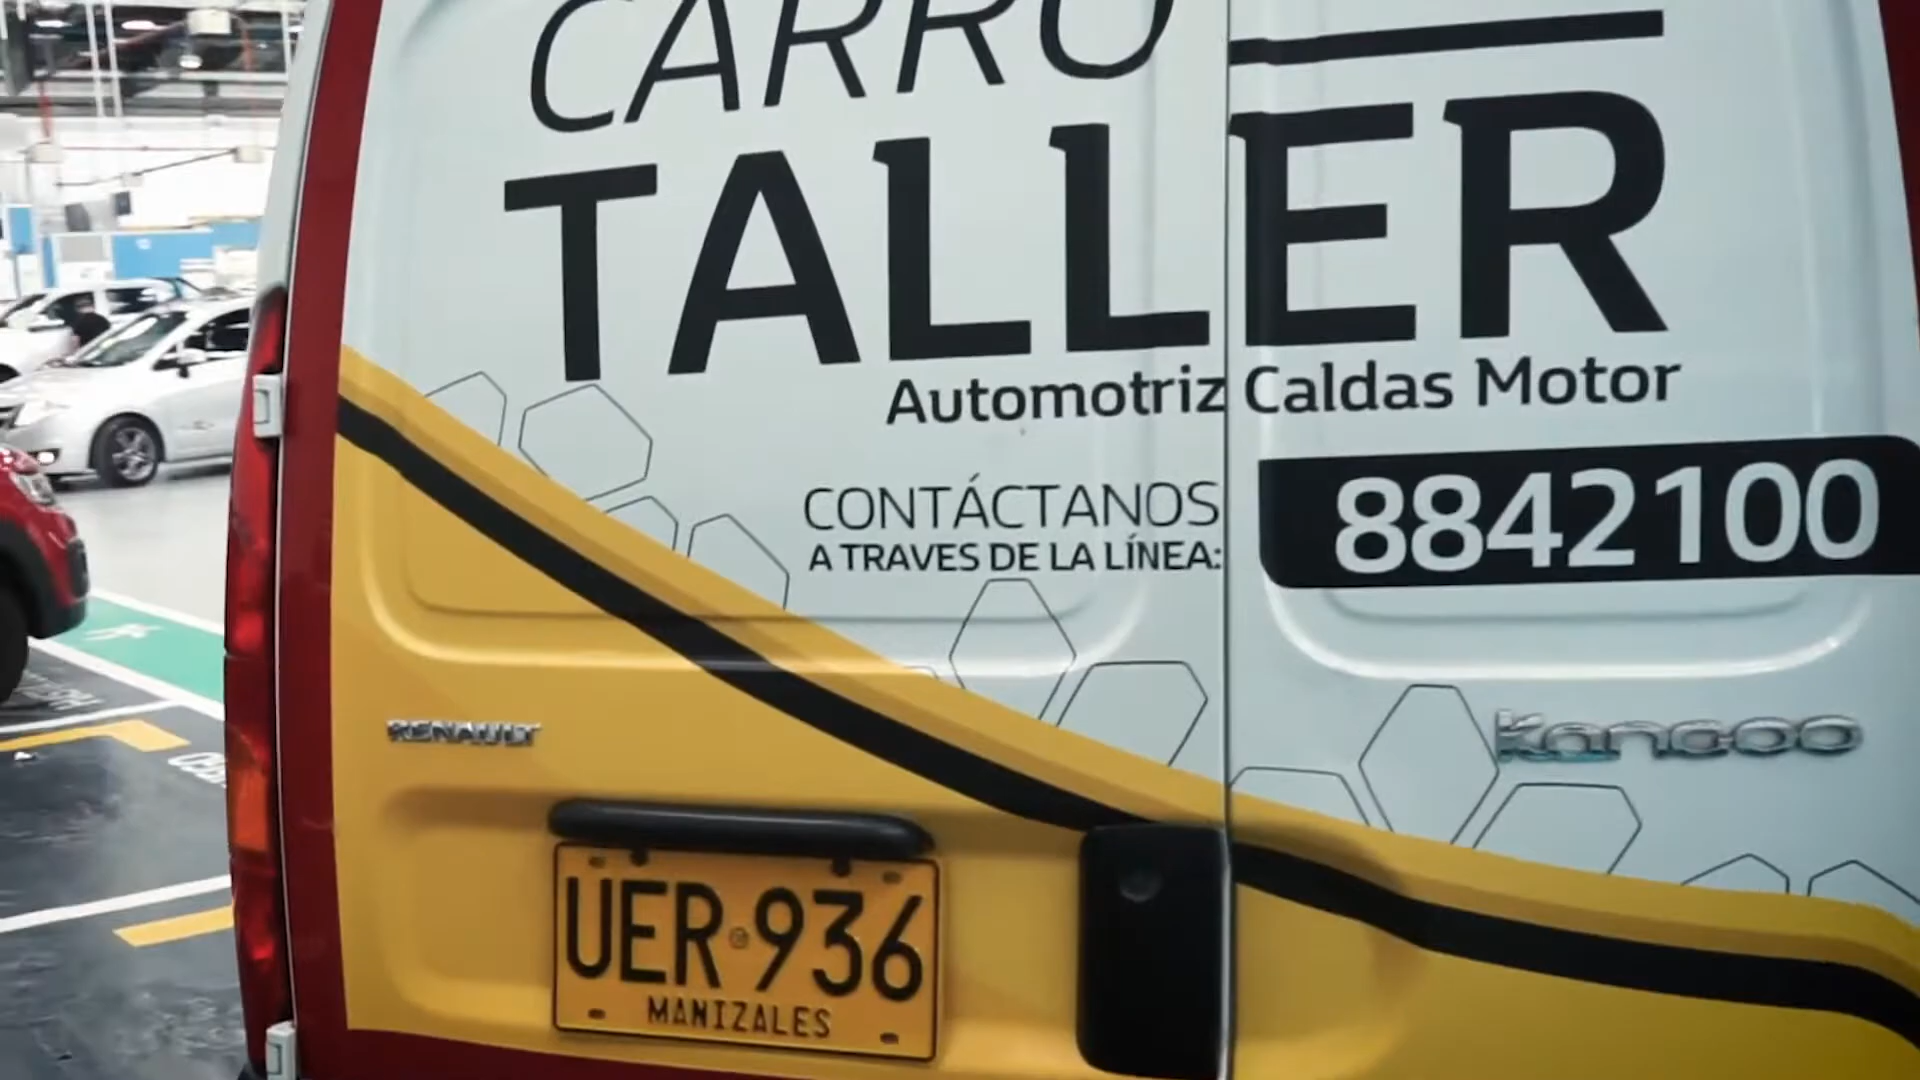 CARRO
TALLER
Automotriz Caldas Motor
CONTÁCTANOS
A TRAVES DE LA LÍNEA:
8842100
RENAULT
Kangoo
UER 936
MANIZALES